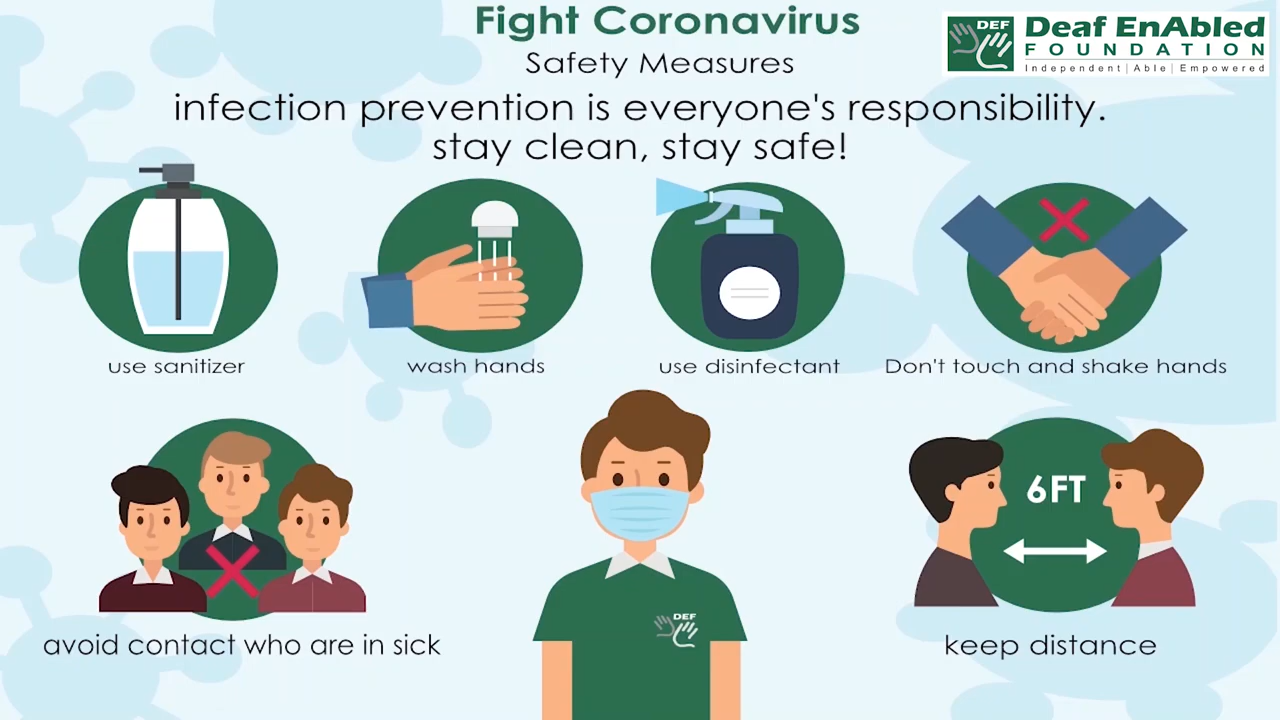 Fight Coronavirus
Safety Measures
DEF
Deaf EnAbled
FOUNDATION
Independent | Able | Empowered
infection prevention is everyone's responsibility.
stay clean, stay safe!
use sanitizer
wash hands
use disinfectant
Don't touch and shake hands
6FT
DEF
avoid contact who are in sick
keep distance